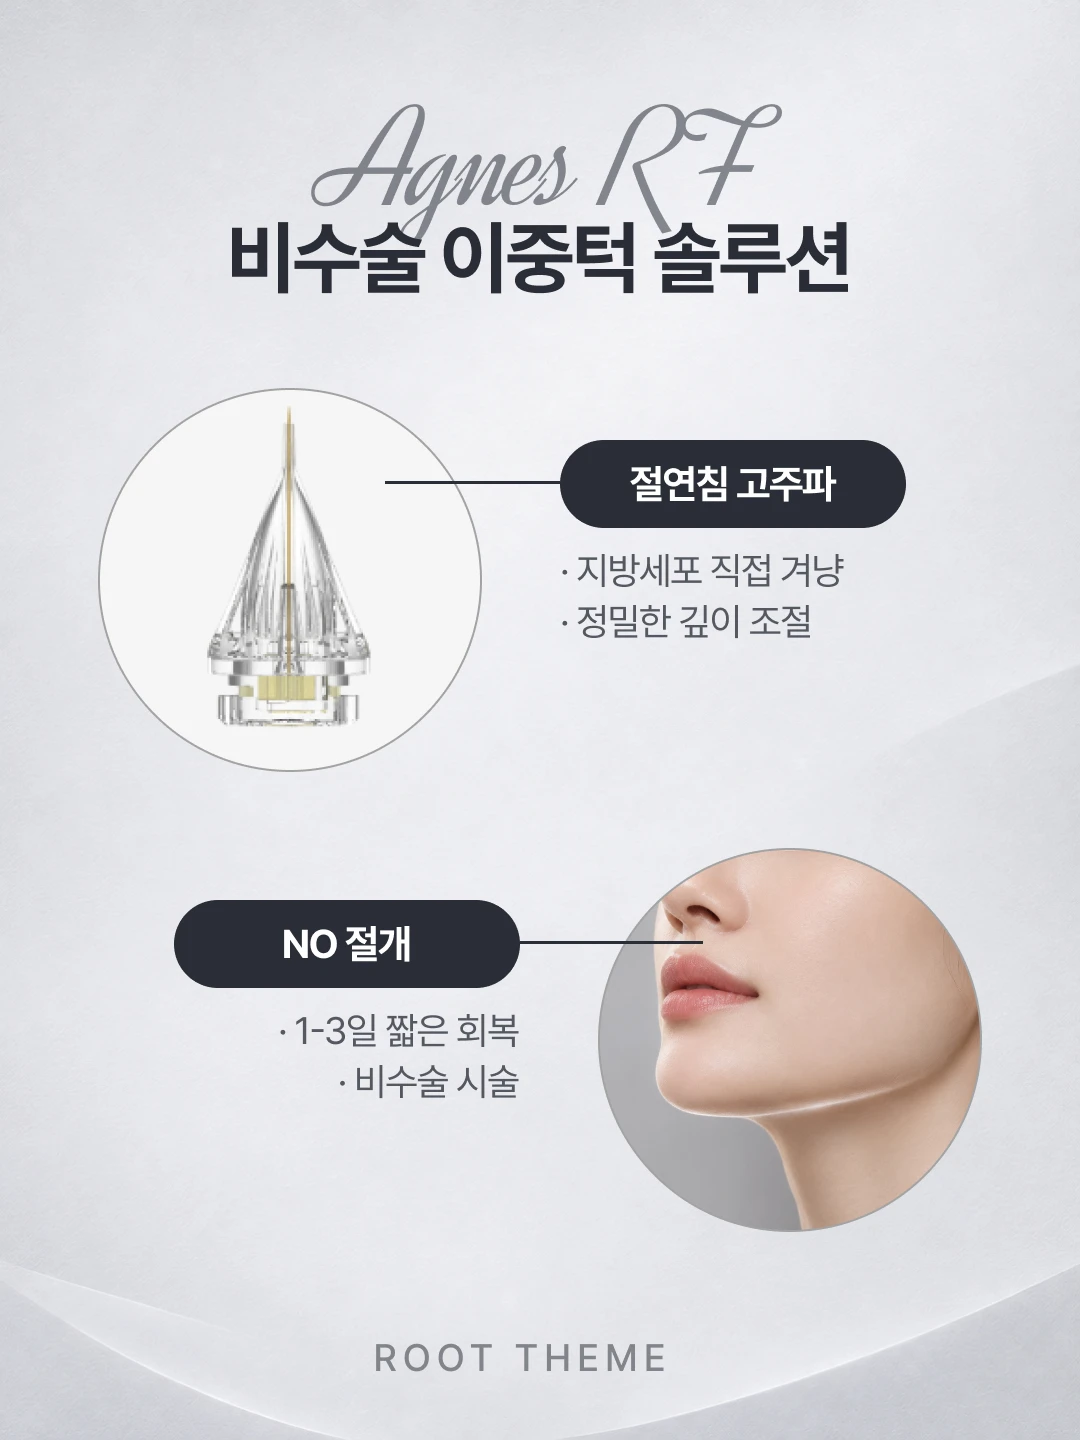 Agnes RF
비수술 이중턱 솔루션
절연침 고주파
· 지방세포 직접 겨냥
· 정밀한 깊이 조절
NO 절개
· 1-3일 짧은 회복
· 비수술 시술
ROOT THEME